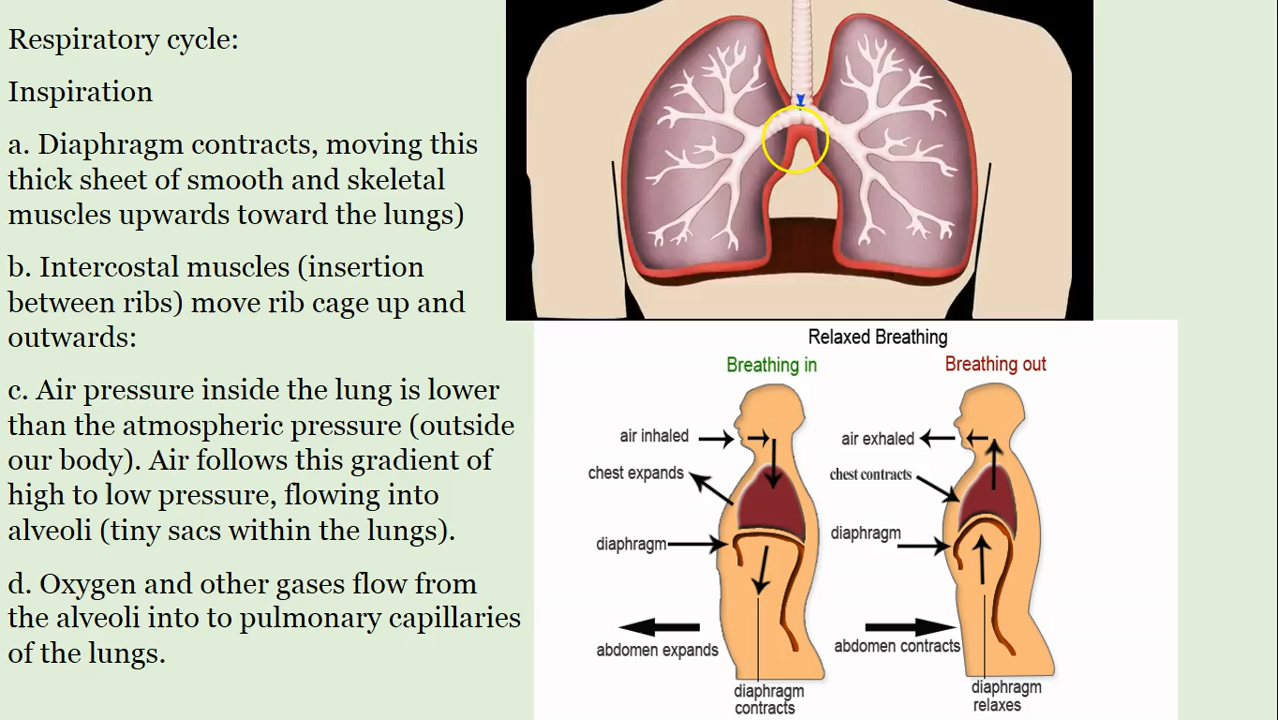 Respiratory cycle:
Inspiration
a. Diaphragm contracts, moving this
thick sheet of smooth and skeletal
muscles upwards toward the lungs)
b. Intercostal muscles (insertion
between ribs) move rib cage up and
outwards:
c. Air pressure inside the lung is lower
than the atmospheric pressure (outside
our body). Air follows this gradient of
high to low pressure, flowing into
alveoli (tiny sacs within the lungs).
d. Oxygen and other gases flow from
the alveoli into to pulmonary capillaries
of the lungs.
Relaxed Breathing
Breathing in
air inhaled
chest expands
diaphragm
abdomen expands
diaphragm
contracts
Breathing out
air exhaled
chest contracts
diaphragm
abdomen contracts
diaphragm
relaxes